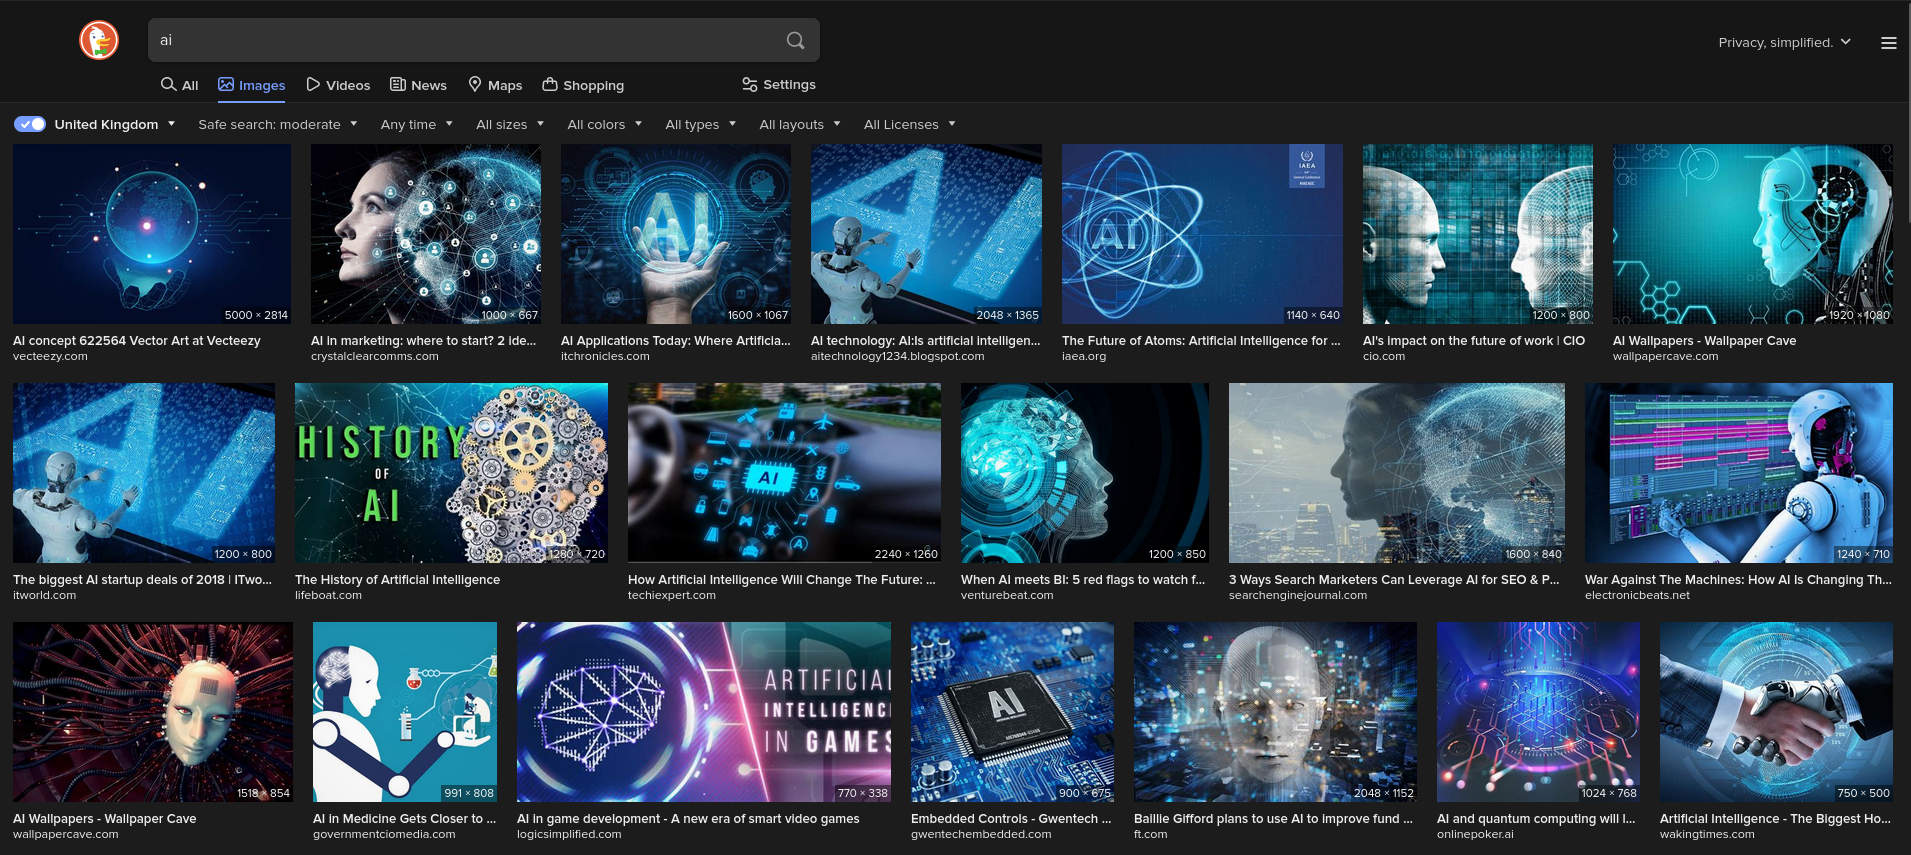 ai
Privacy, simplified.
All
Images
Videos
News
Maps
Shopping
Settings
United Kingdom
Safe search: moderate
Any time
All sizes
All colors
All types
All layouts
All Licenses
5000 × 2814
AI concept 622564 Vector Art at Vecteezy
vecteezy.com
1000 × 667
AI in marketing: where to start? 2 ide...
crystalclearcomms.com
AI
1600 × 1067
AI Applications Today: Where Artificia...
itchronicles.com
AI
2048 × 1365
AI technology: AI:Is artificial intelligen...
aitechnology1234.blogspot.com
AI
IAEA
General Conference
1140 × 640
The Future of Atoms: Artificial Intelligence for ...
iaea.org
1200 × 800
AI's impact on the future of work | CIO
cio.com
1920 × 1080
AI Wallpapers - Wallpaper Cave
wallpapercave.com
AI
1200 × 800
The biggest AI startup deals of 2018 | ITwo...
itworld.com
HISTORY
OF
AI
1280 × 720
The History of Artificial Intelligence
lifeboat.com
AI
2240 × 1260
How Artificial Intelligence Will Change The Future: ...
techiexpert.com
1200 × 850
When AI meets BI: 5 red flags to watch f...
venturebeat.com
1600 × 840
3 Ways Search Marketers Can Leverage AI for SEO & P...
searchenginejournal.com
1240 × 710
War Against The Machines: How AI Is Changing Th...
electronicbeats.net
1518 × 854
AI Wallpapers - Wallpaper Cave
wallpapercave.com
991 × 808
AI in Medicine Gets Closer to ...
governmentciomedia.com
ARTIFICIAL
INTELLIGENCE
IN GAMES
770 × 338
AI in game development - A new era of smart video games
logicsimplified.com
AI
900 × 675
Embedded Controls - Gwentech ...
gwentechembedded.com
2048 × 1152
Baillie Gifford plans to use AI to improve fund ...
ft.com
1024 × 768
AI and quantum computing will I...
onlinepoker.ai
750 × 500
Artificial Intelligence - The Biggest Ho...
wakingtimes.com